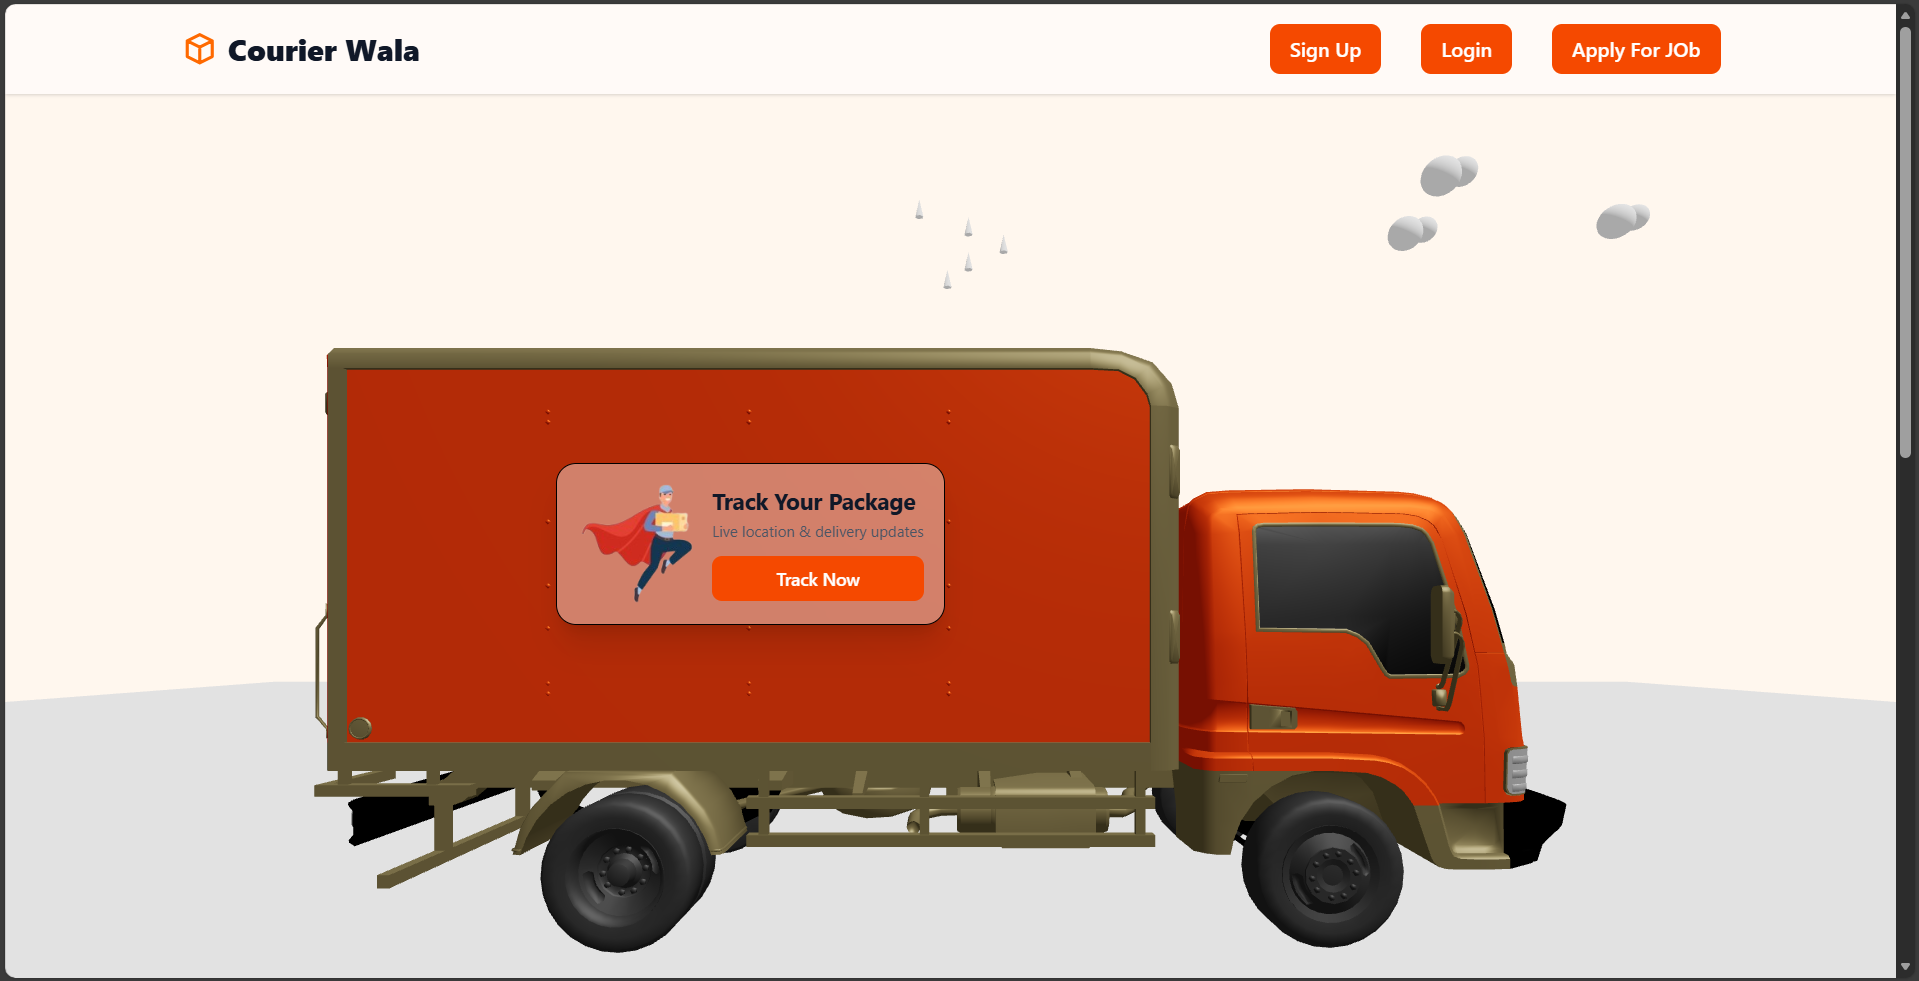 Courier Wala
Sign Up
Login
Apply For JOb
Track Your Package
Live location & delivery updates
Track Now